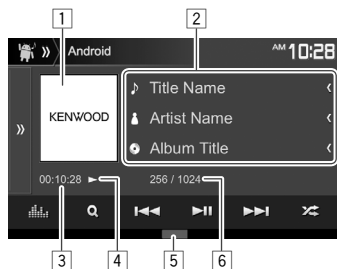 1 2
Android AM 10:28
Title Name
KENWOOD Artist Name
Album Title
00:10:28 256 / 1024
3 4 5 6